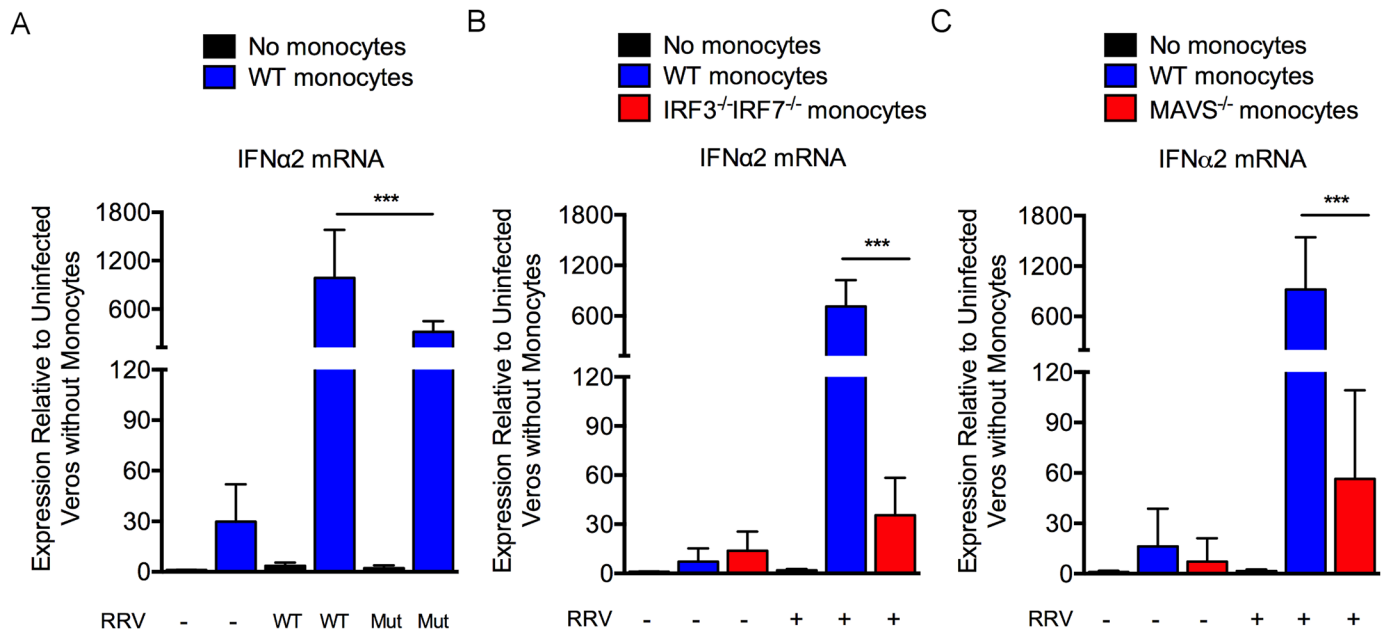 A
No monocytes
WT monocytes
IFNα2 mRNA
Expression Relative to Uninfected
Veros without Monocytes
1800
1200
600
120
90
60
30
0
***
RRV - - WT WT Mut Mut
B
No monocytes
WT monocytes
IRF3-/-IRF7-/- monocytes
IFNα2 mRNA
Expression Relative to Uninfected
Veros without Monocytes
1800
1200
600
120
90
60
30
0
***
RRV - - - + + +
C
No monocytes
WT monocytes
MAVS-/- monocytes
IFNα2 mRNA
Expression Relative to Uninfected
Veros without Monocytes
1800
1200
600
120
90
60
30
0
***
RRV - - - + + +